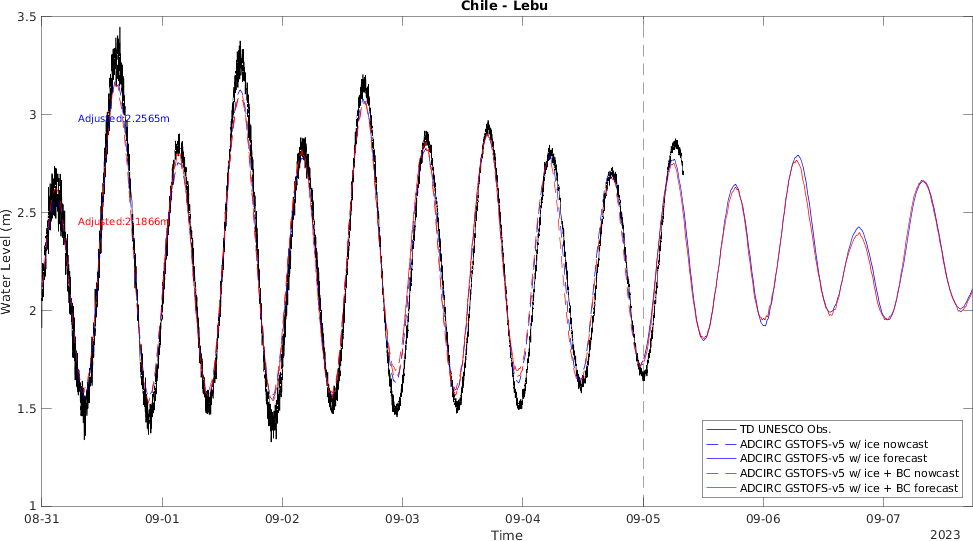 Chile - Lebu
3.5
3
2.5
2
1.5
1
Water Level (m)
Adjusted:2.2565m
Adjusted:2.1866m
TD UNESCO Obs.
ADCIRC GSTOFS-v5 w/ ice nowcast
ADCIRC GSTOFS-v5 w/ ice forecast
ADCIRC GSTOFS-v5 w/ ice + BC nowcast
ADCIRC GSTOFS-v5 w/ ice + BC forecast
08-31 09-01 09-02 09-03 09-04 09-05 09-06 09-07
Time
2023